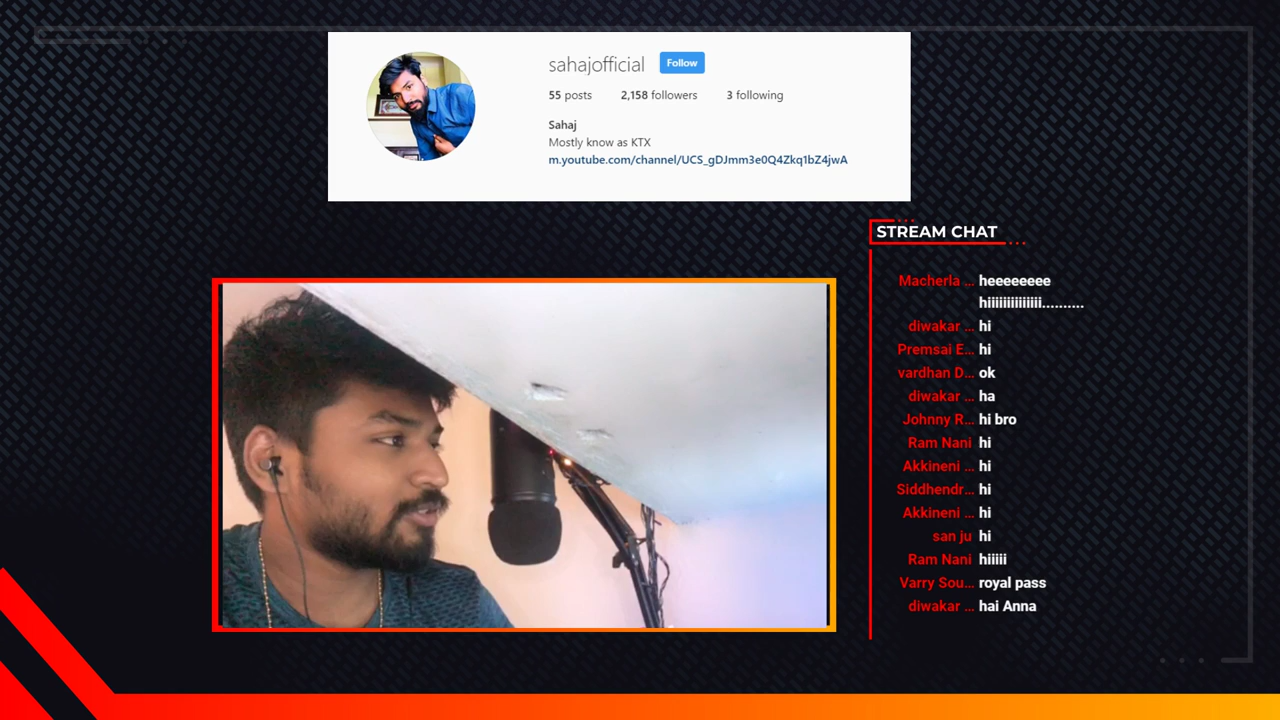 sahajofficial Follow
55 posts 2,158 followers 3 following
Sahaj
Mostly know as KTX
m.youtube.com/channel/UCS_gDJmm3e0Q4Zkq1bZ4jwA
STREAM CHAT
Macherla ... heeeeeeee
hiiiiiiiiiiiiii..........
diwakar ... hi
Premsai E... hi
vardhan D... ok
diwakar ... ha
Johnny R... hi bro
Ram Nani hi
Akkineni ... hi
Siddhendr... hi
Akkineni ... hi
san ju hi
Ram Nani hiiiii
Varry Sou... royal pass
diwakar ... hai Anna